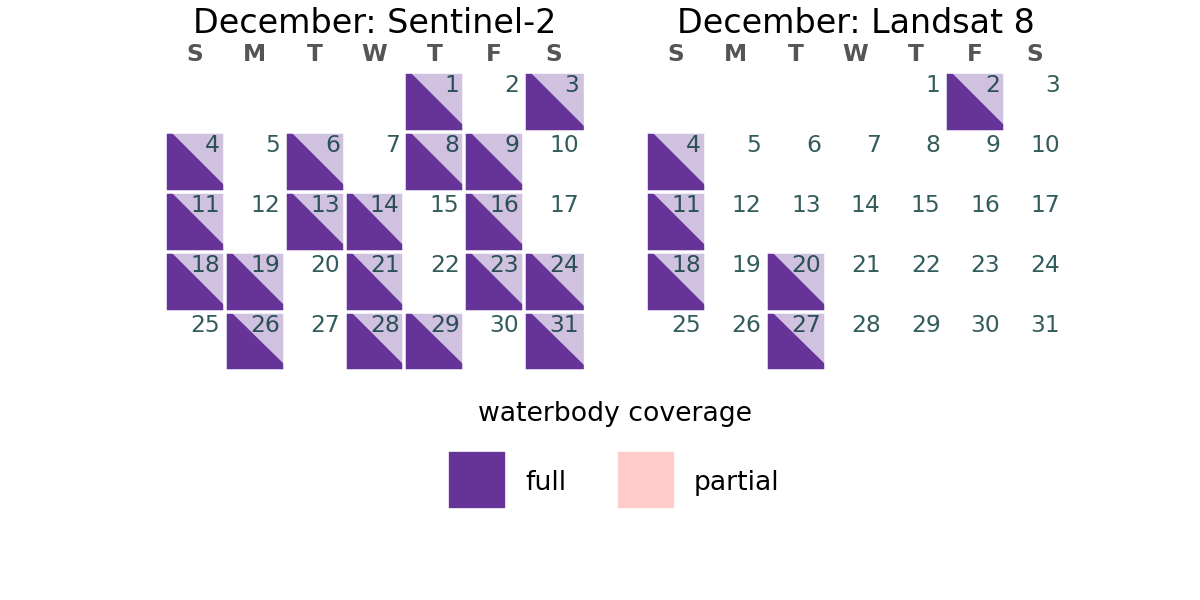 December: Sentinel-2
S M T W T F S
1 2 3
4 5 6 7 8 9 10
11 12 13 14 15 16 17
18 19 20 21 22 23 24
25 26 27 28 29 30 31
December: Landsat 8
S M T W T F S
1 2 3
4 5 6 7 8 9 10
11 12 13 14 15 16 17
18 19 20 21 22 23 24
25 26 27 28 29 30 31
waterbody coverage
full
partial